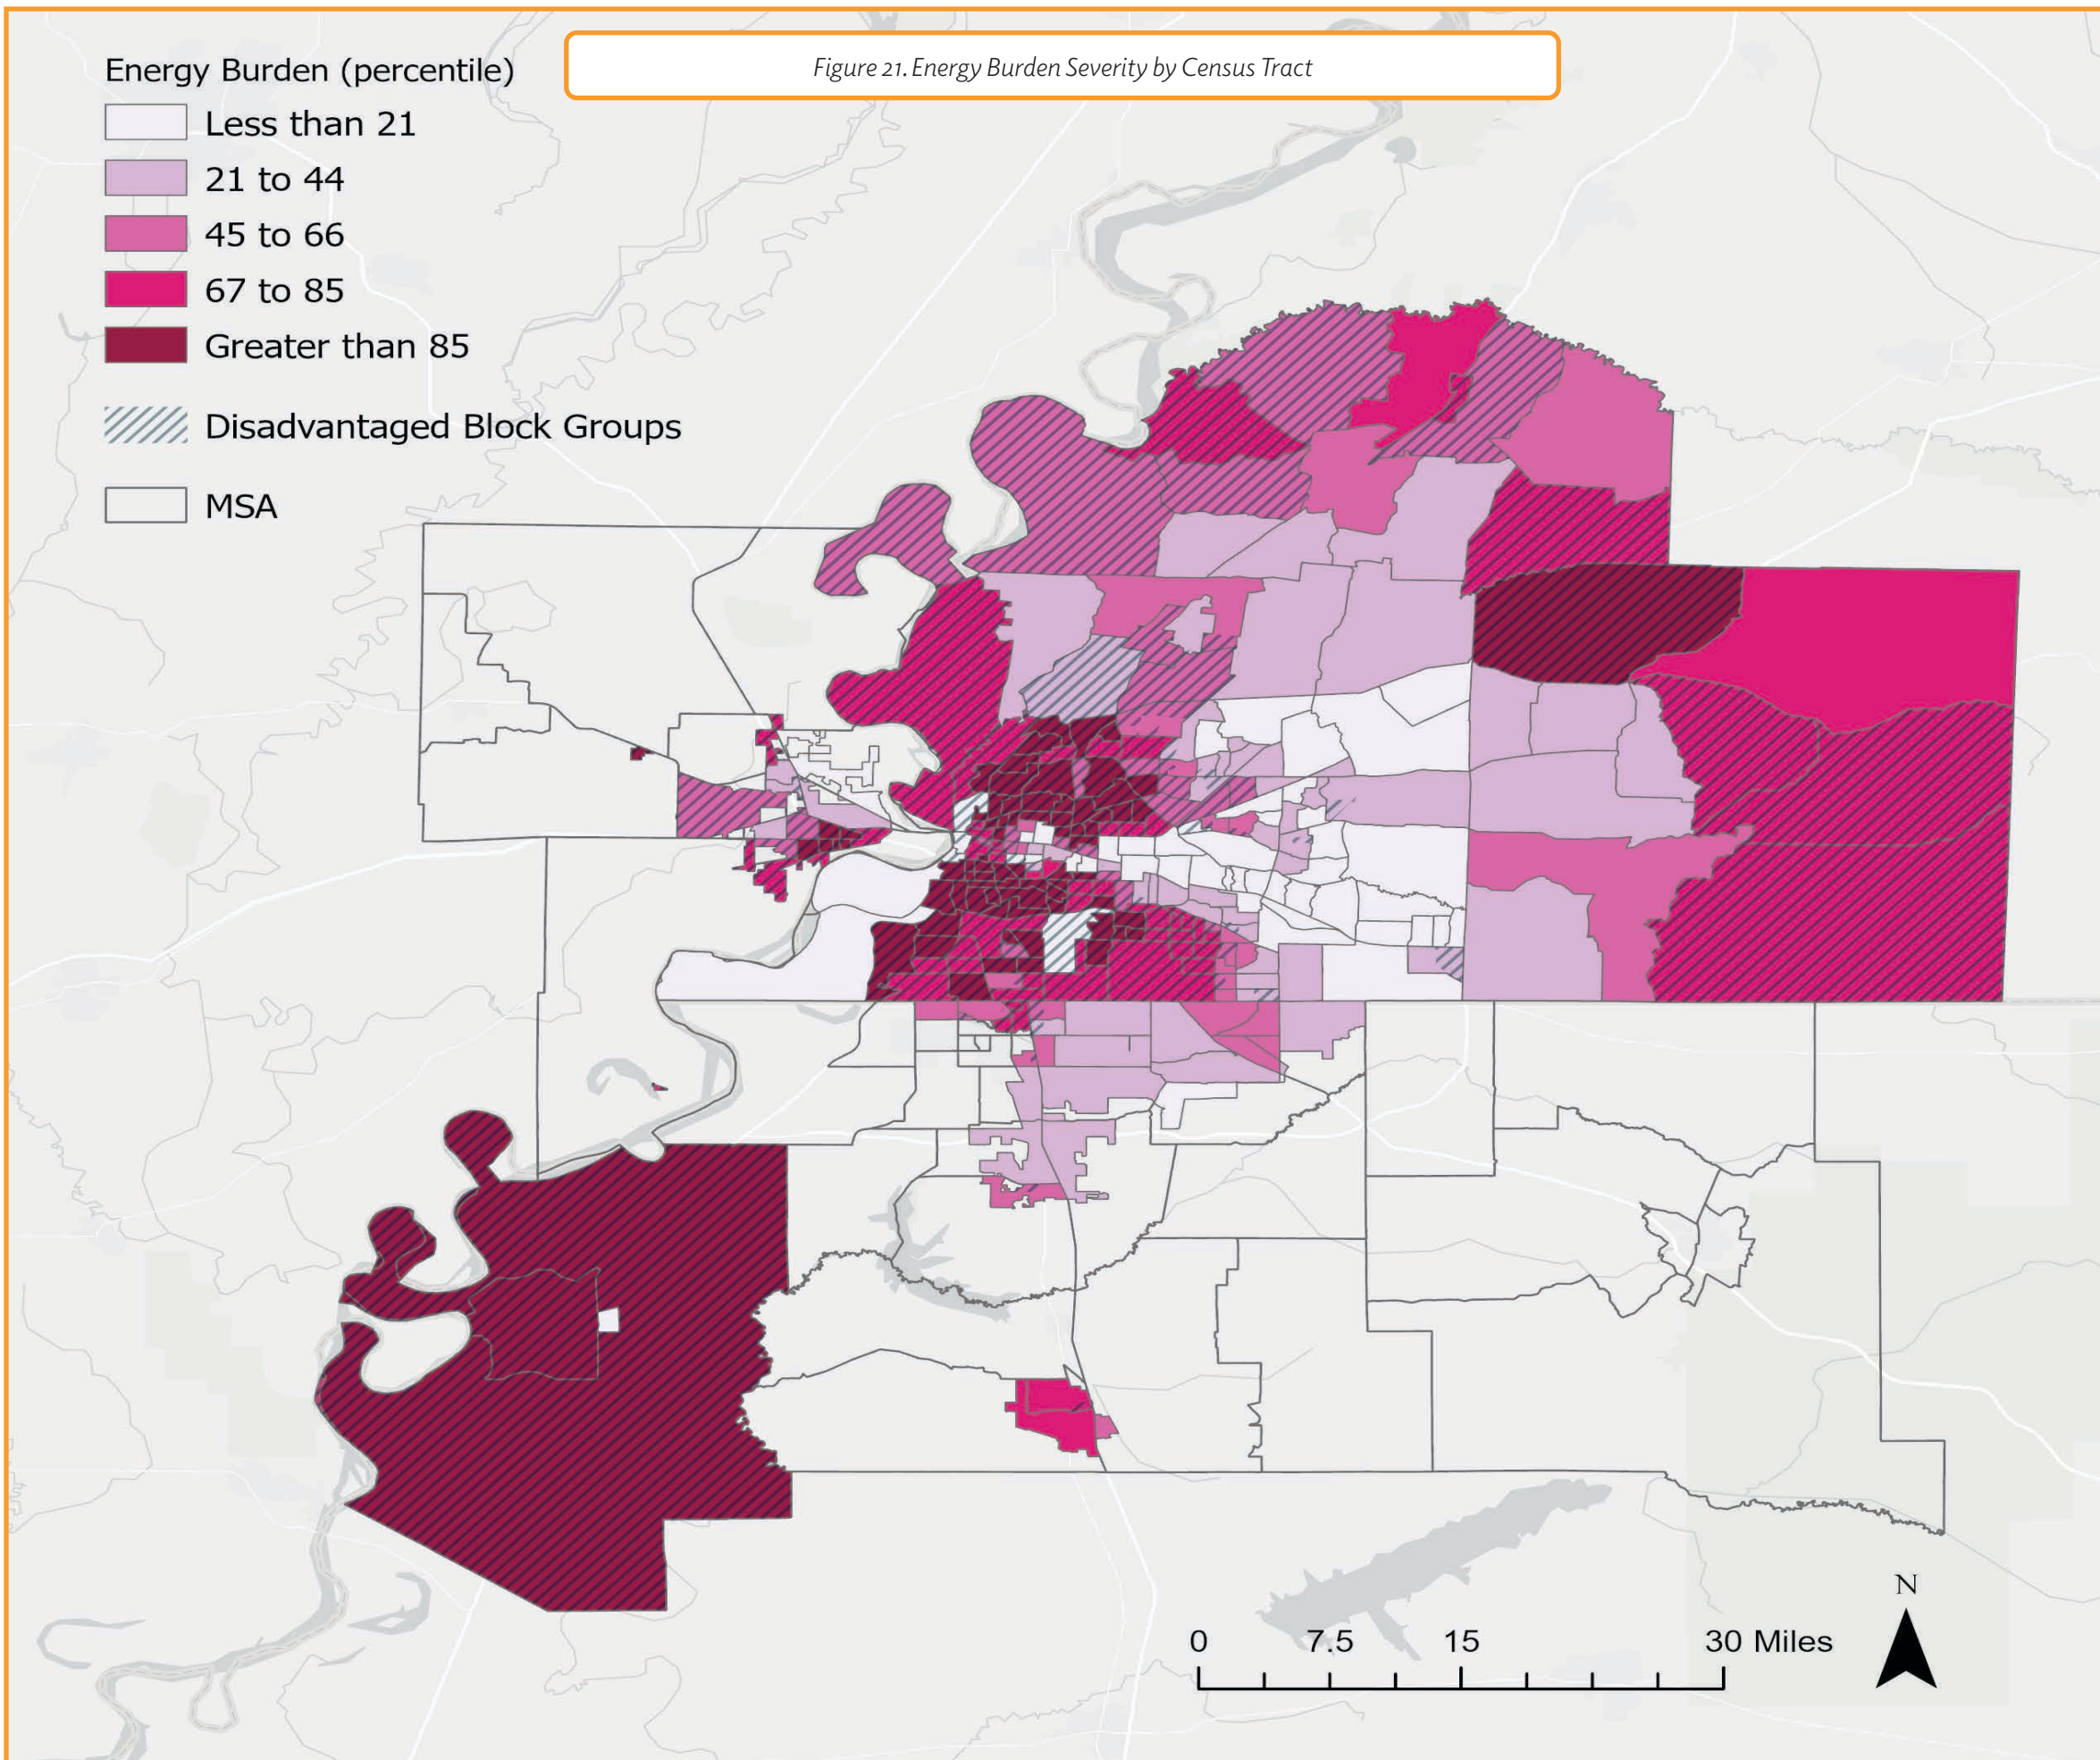 Figure 21. Energy Burden Severity by Census Tract
Energy Burden (percentile)
Less than 21
21 to 44
45 to 66
67 to 85
Greater than 85
Disadvantaged Block Groups
MSA
N
0 7.5 15 30 Miles